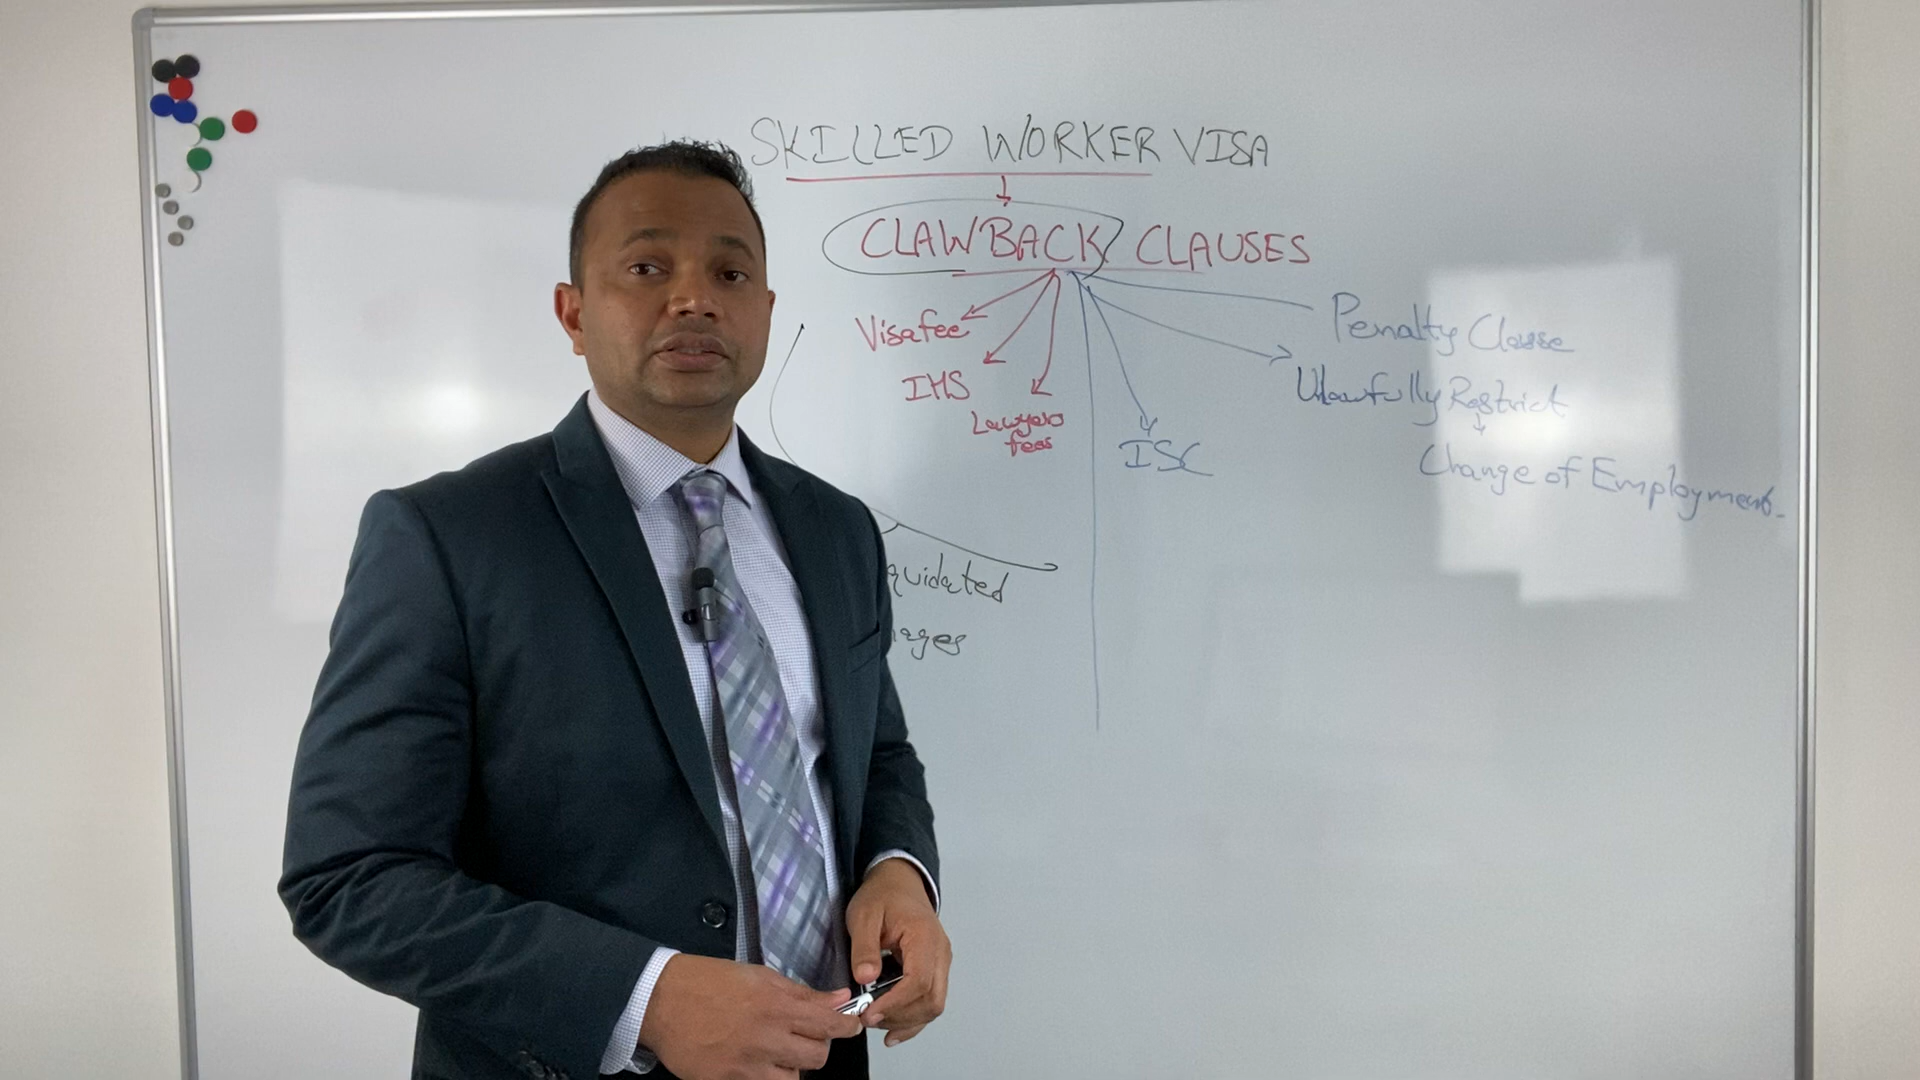 SKILLED WORKER VISA
CLAWBACK CLAUSES
Visa fee
IHS
Lawyers
fees
ISC
Penalty Clause
Unlawfully Restrict
Change of Employment.
quidated
ages